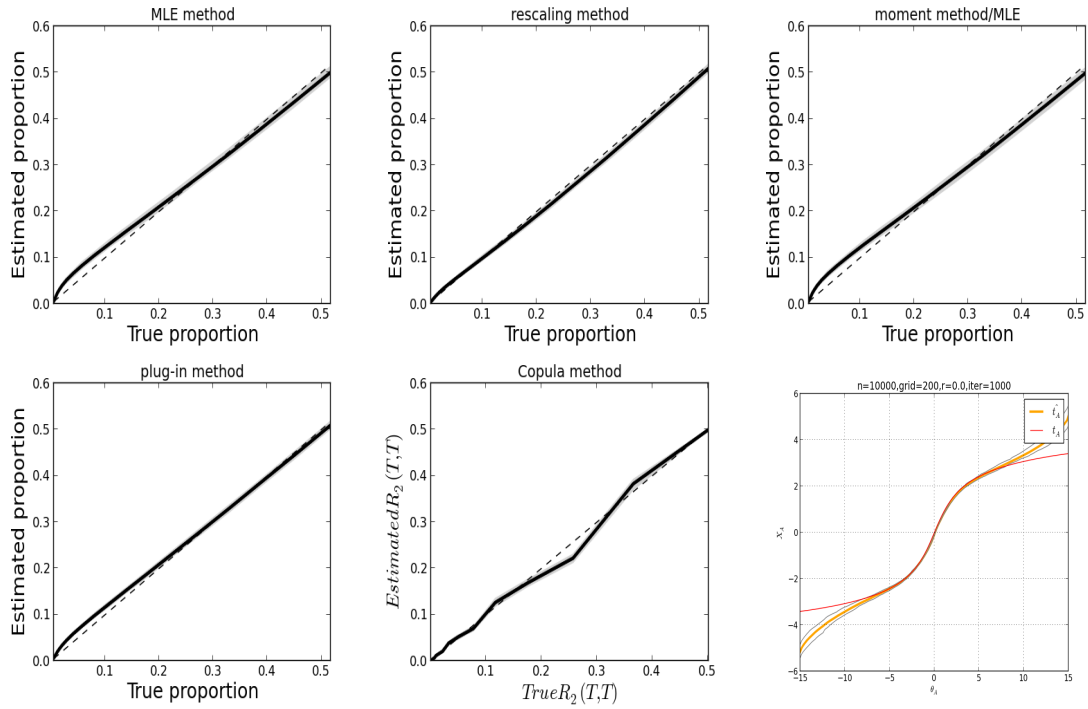 MLE method
0.6
0.5
0.4
0.3
0.2
0.1
0.0
Estimated proportion
0.1 0.2 0.3 0.4 0.5
True proportion
rescaling method
0.6
0.5
0.4
0.3
0.2
0.1
0.0
Estimated proportion
0.1 0.2 0.3 0.4 0.5
True proportion
moment method/MLE
0.6
0.5
0.4
0.3
0.2
0.1
0.0
Estimated proportion
0.1 0.2 0.3 0.4 0.5
True proportion
plug-in method
0.6
0.5
0.4
0.3
0.2
0.1
0.0
Estimated proportion
0.1 0.2 0.3 0.4 0.5
True proportion
Copula method
0.6
0.5
0.4
0.3
0.2
0.1
0.0
EstimatedR₂(T,T)
0.1 0.2 0.3 0.4 0.5
TrueR₂(T,T)
n=10000,grid=200,r=0.0,iter=1000
6
4
2
0
−2
−4
−6
x_A
t̂_A
t_A
−15 −10 −5 0 5 10 15
θ_A